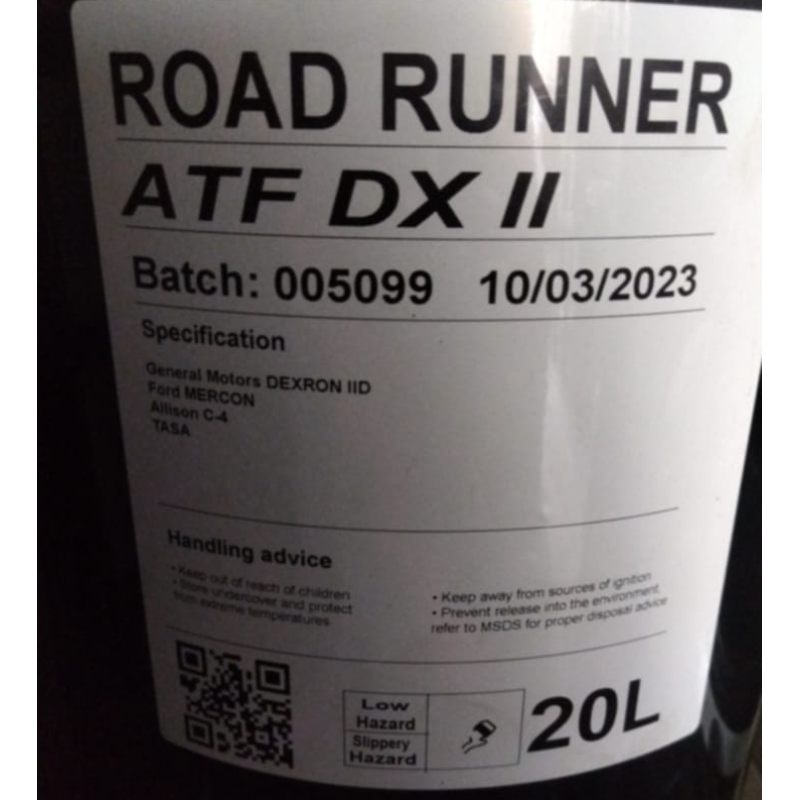 ROAD RUNNER
ATF DX II
Batch: 005099 10/03/2023
Specification
General Motors DEXRON IID
Ford MERCON
Allison C-4
TASA
Handling advice
• Keep out of reach of children
• Store undercover and protect
from extreme temperatures.
• Keep away from sources of ignition
• Prevent release into the environment,
refer to MSDS for proper disposal advice
Low
Hazard
Slippery
Hazard
20L